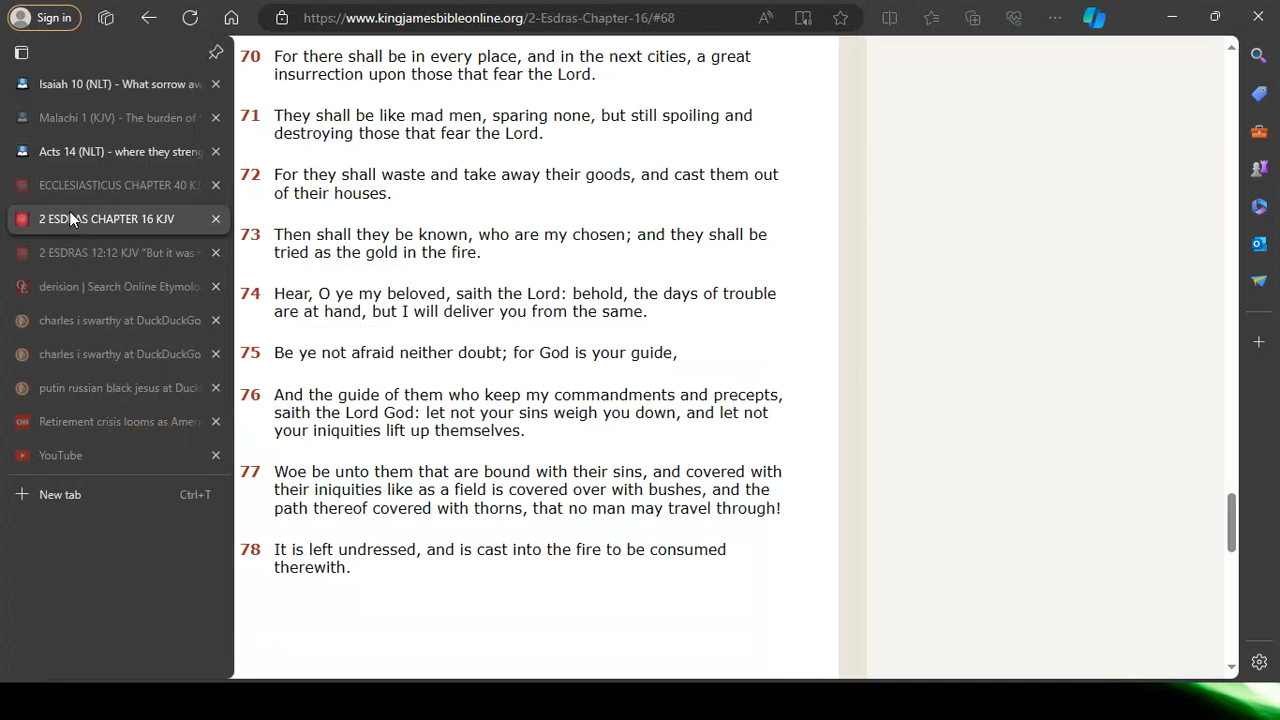 Sign in
https://www.kingjamesbibleonline.org/2-Esdras-Chapter-16/#68
Isaiah 10 (NLT) - What sorrow aw
Malachi 1 (KJV) - The burden of
Acts 14 (NLT) - where they streng
ECCLESIASTICUS CHAPTER 40 K
2 ESDRAS CHAPTER 16 KJV
2 ESDRAS 12:12 KJV "But it was
derision | Search Online Etymolo
charles i swarthy at DuckDuckGo
charles i swarthy at DuckDuckGo
putin russian black jesus at Duck
Retirement crisis looms as Amer
YouTube
New tab Ctrl+T
70 For there shall be in every place, and in the next cities, a great
insurrection upon those that fear the Lord.
71 They shall be like mad men, sparing none, but still spoiling and
destroying those that fear the Lord.
72 For they shall waste and take away their goods, and cast them out
of their houses.
73 Then shall they be known, who are my chosen; and they shall be
tried as the gold in the fire.
74 Hear, O ye my beloved, saith the Lord: behold, the days of trouble
are at hand, but I will deliver you from the same.
75 Be ye not afraid neither doubt; for God is your guide,
76 And the guide of them who keep my commandments and precepts,
saith the Lord God: let not your sins weigh you down, and let not
your iniquities lift up themselves.
77 Woe be unto them that are bound with their sins, and covered with
their iniquities like as a field is covered over with bushes, and the
path thereof covered with thorns, that no man may travel through!
78 It is left undressed, and is cast into the fire to be consumed
therewith.